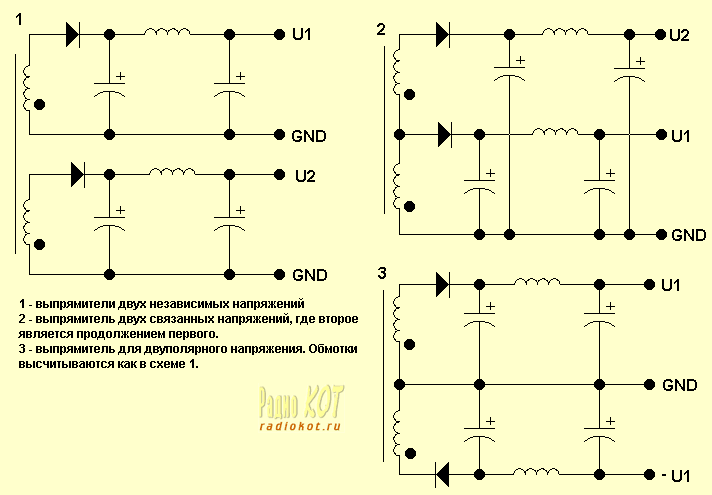 1
U1
+
+
GND
U2
+
+
GND
2
U2
+
+
U1
+
+
GND
3
U1
+
+
GND
+
+
- U1
1 - выпрямители двух независимых напряжений
2 - выпрямитель двух связанных напряжений, где второе
является продолжением первого.
3 - выпрямитель для двуполярного напряжения. Обмотки
высчитываются как в схеме 1.
Радио КОТ
radiokot.ru